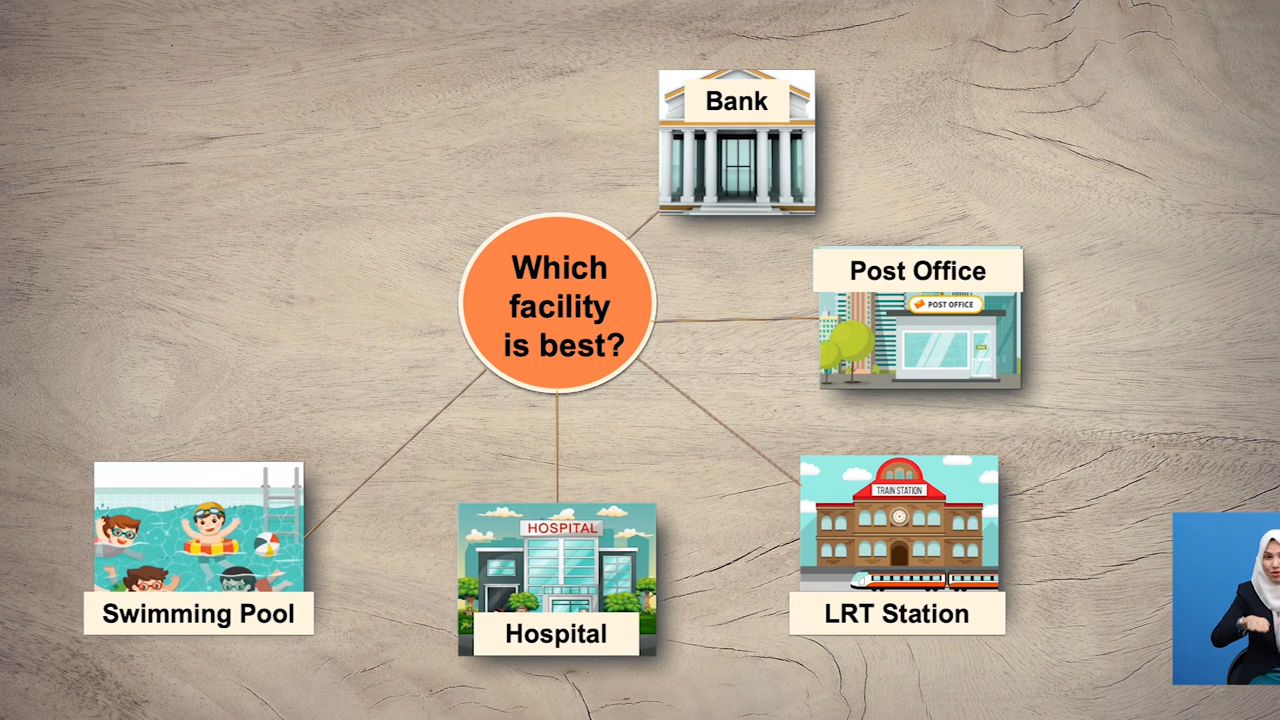 Bank
Which
facility
is best?
Post Office
POST OFFICE
TRAIN STATION
HOSPITAL
Swimming Pool
Hospital
LRT Station